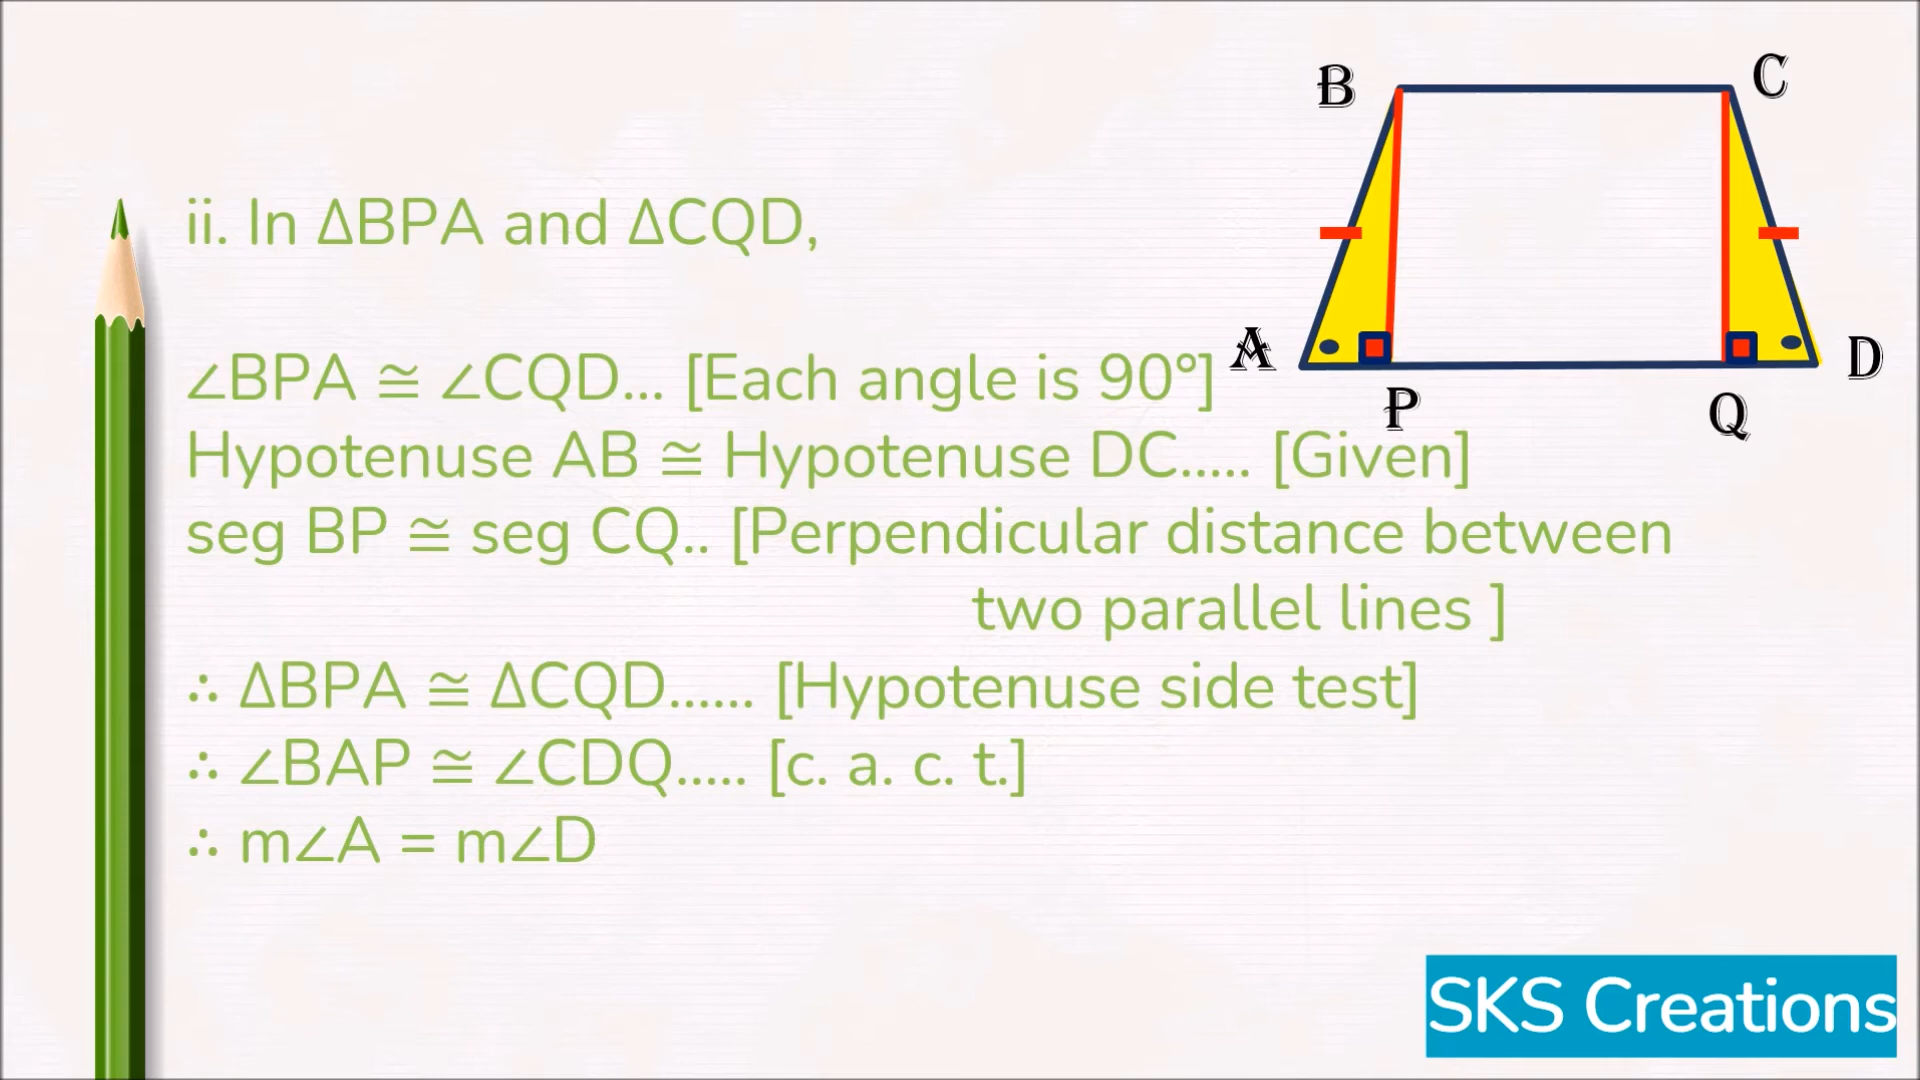 B
C
ii. In ΔBPA and ΔCQD,
A
D
∠BPA ≅ ∠CQD... [Each angle is 90°]
P
Q
Hypotenuse AB ≅ Hypotenuse DC..... [Given]
seg BP ≅ seg CQ.. [Perpendicular distance between
two parallel lines ]
∴ ΔBPA ≅ ΔCQD...... [Hypotenuse side test]
∴ ∠BAP ≅ ∠CDQ..... [c. a. c. t.]
∴ m∠A = m∠D
SKS Creations